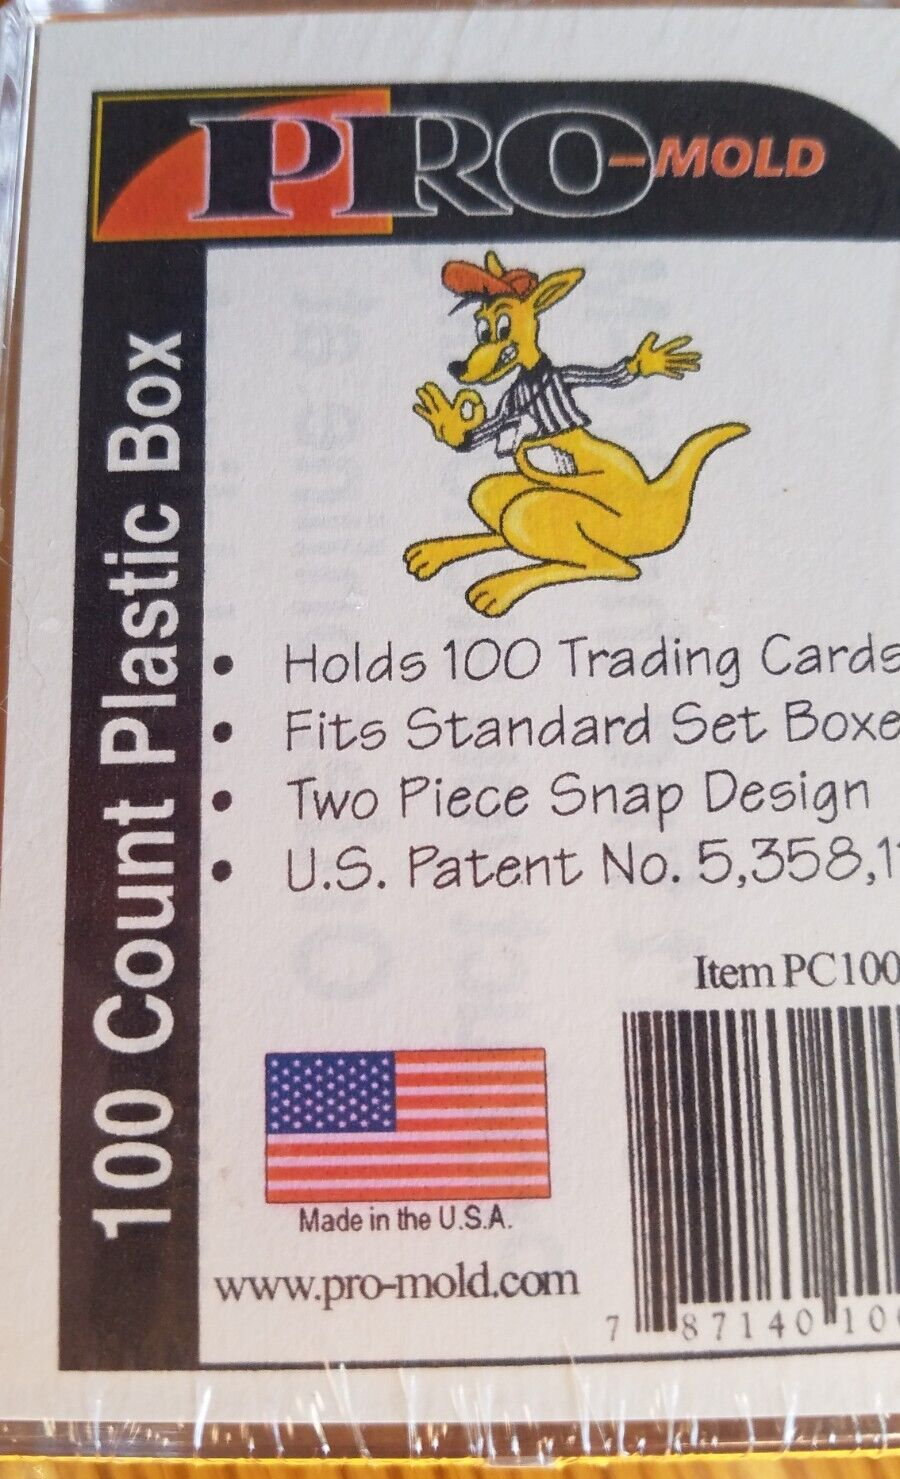 PRO-MOLD
100 Count Plastic Box
• Holds 100 Trading Cards
• Fits Standard Set Boxe
• Two Piece Snap Design
• U.S. Patent No. 5,358,1
Item PC100
Made in the U.S.A.
www.pro-mold.com
7 87140 10